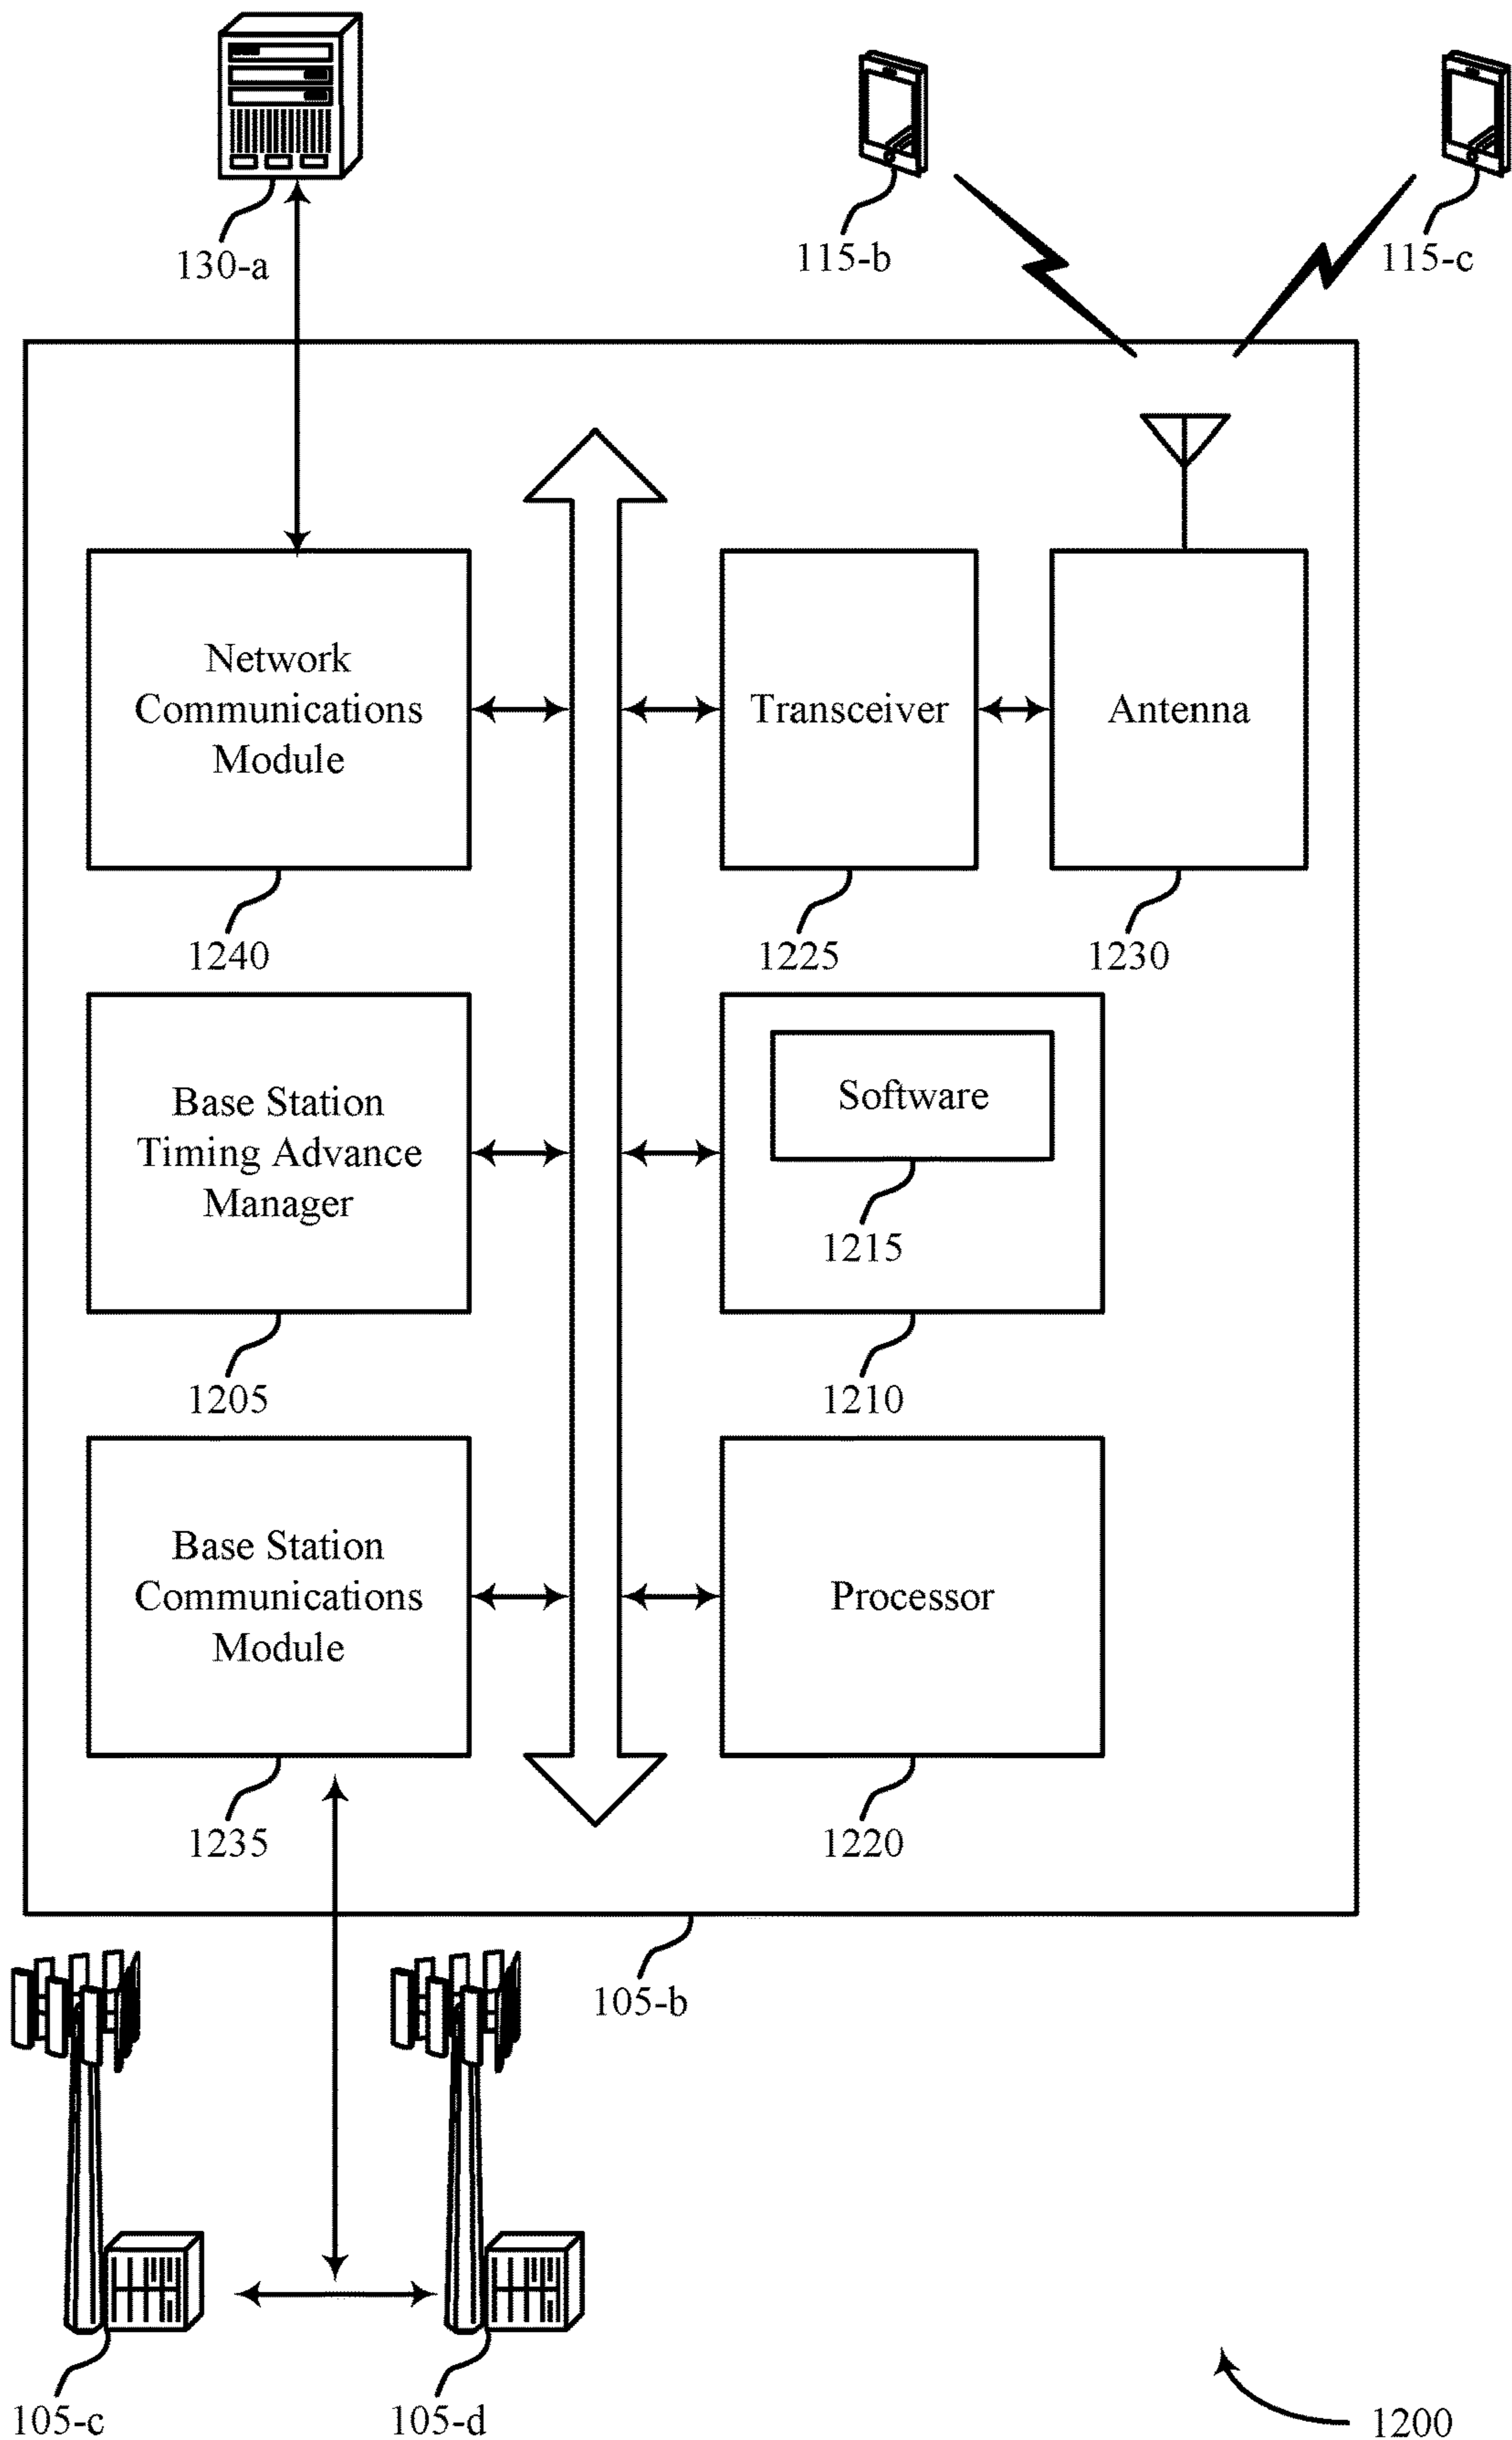 130-a
115-b
115-c
Network
Communications
Module
Transceiver
Antenna
1240
1225
1230
Base Station
Timing Advance
Manager
Software
1215
1205
1210
Base Station
Communications
Module
Processor
1235
1220
105-b
105-c
105-d
1200